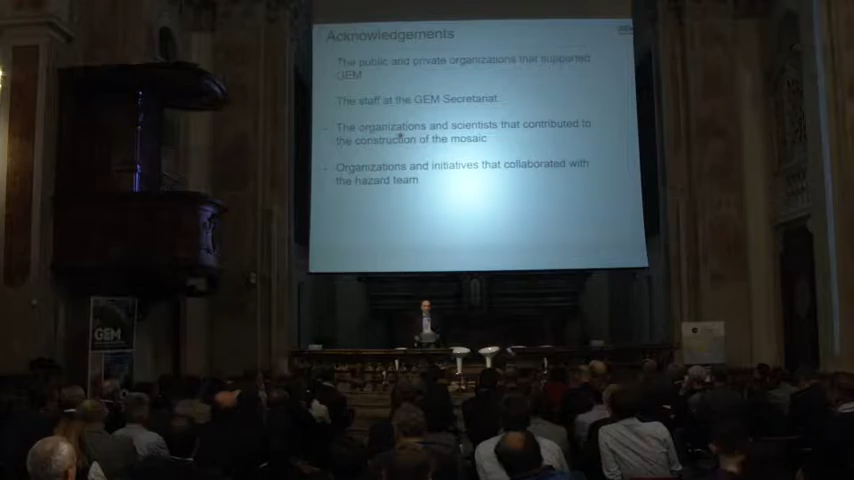 Acknowledgements
The public and private organizations that supported
GEM
The staff at the GEM Secretariat
- The organizations and scientists that contributed to
the construction of the mosaic
- Organizations and initiatives that collaborated with
the hazard team
GEM